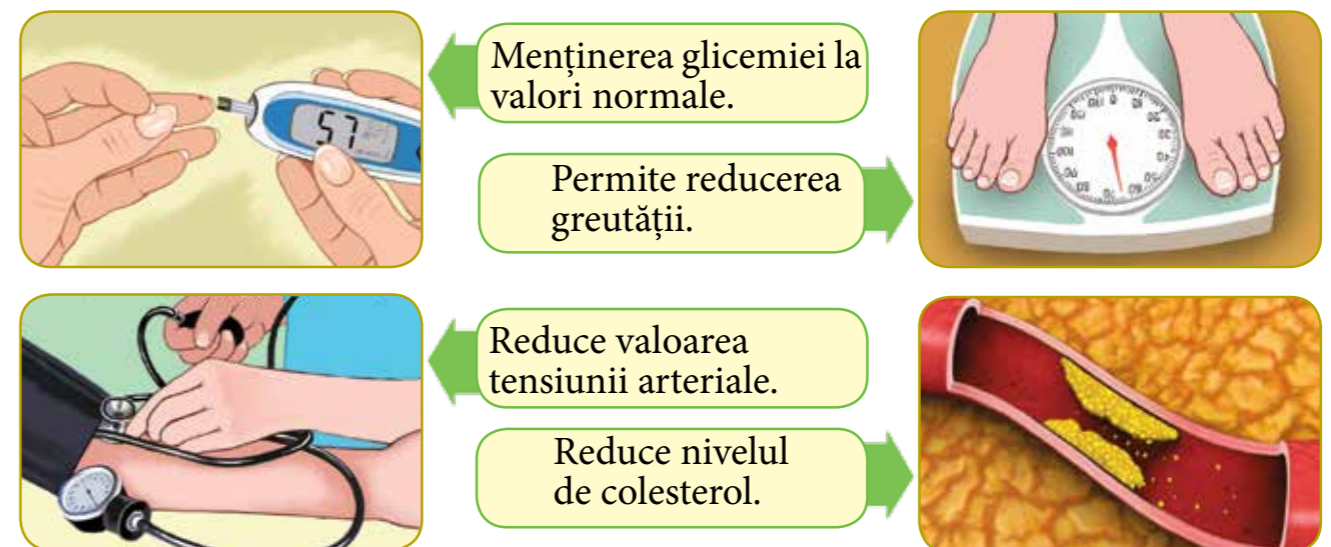 Menținerea glicemiei la
valori normale.
57
Permite reducerea
greutății.
Reduce valoarea
tensiunii arteriale.
Reduce nivelul
de colesterol.